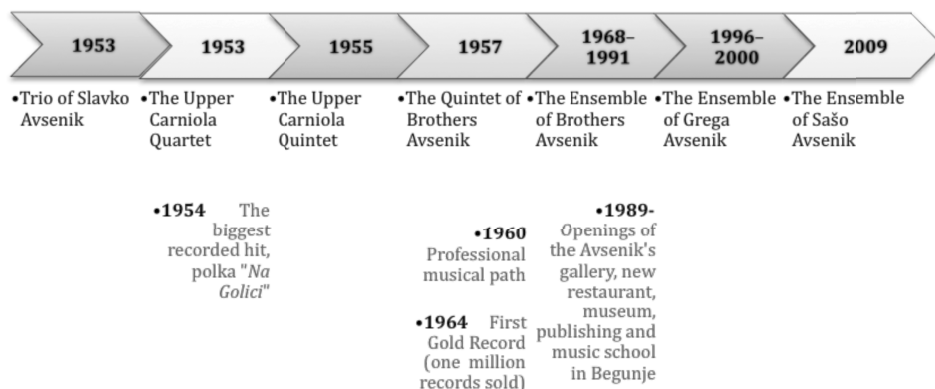 1953
1953
1955
1957
1968–
1991
1996–
2000
2009
•Trio of Slavko
Avsenik
•The Upper
Carniola
Quartet
•The Upper
Carniola
Quintet
•The Quintet of
Brothers
Avsenik
•The Ensemble
of Brothers
Avsenik
•The Ensemble
of Grega
Avsenik
•The Ensemble
of Sašo
Avsenik
•1954 The
biggest
recorded hit,
polka "Na
Golici"
•1960
Professional
musical path
•1964 First
Gold Record
(one million
records sold)
•1989-
Openings of
the Avsenik's
gallery, new
restaurant,
museum,
publishing and
music school
in Begunje